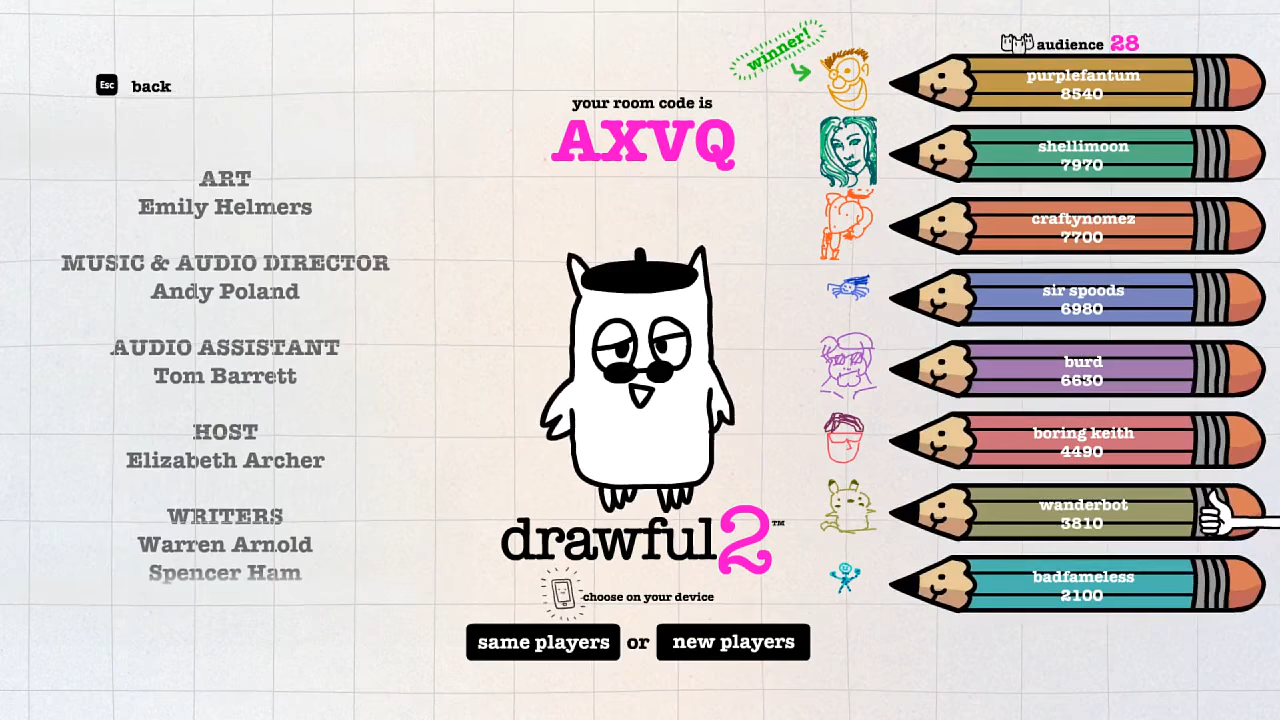 Esc back
ART
Emily Helmers
MUSIC & AUDIO DIRECTOR
Andy Poland
AUDIO ASSISTANT
Tom Barrett
HOST
Elizabeth Archer
WRITERS
Warren Arnold
Spencer Ham
your room code is
AXVQ
drawful 2™
choose on your device
same players or new players
winner!
audience 28
purplefantum
8540
shellimoon
7970
craftynomez
7700
sir spoods
6980
burd
6630
boring keith
4490
wanderbot
3810
badfameless
2100